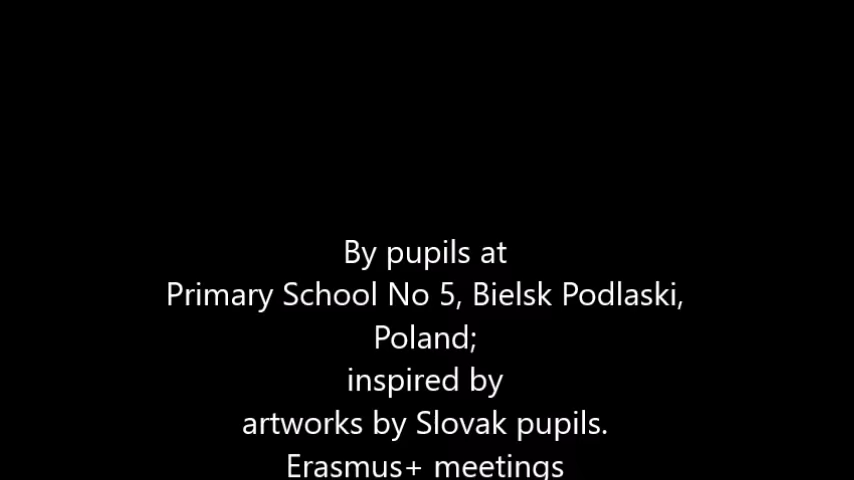 By pupils at
Primary School No 5, Bielsk Podlaski,
Poland;
inspired by
artworks by Slovak pupils.
Erasmus+ meetings